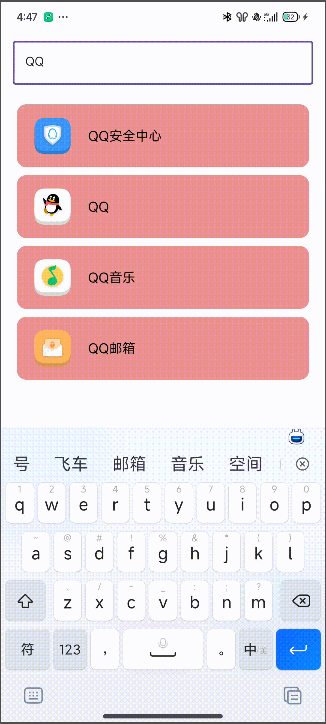 4:47 ... 82
QQ
QQ安全中心
QQ
QQ音乐
QQ邮箱
号 飞车 邮箱 音乐 空间
1 2 3 4 5 6 7 8 9 0
q w e r t y u i o p
~ @ # ! % & * ( )
a s d f g h j k l
/ - _ : ; ?
z x c v b n m
符 123 , 。 中